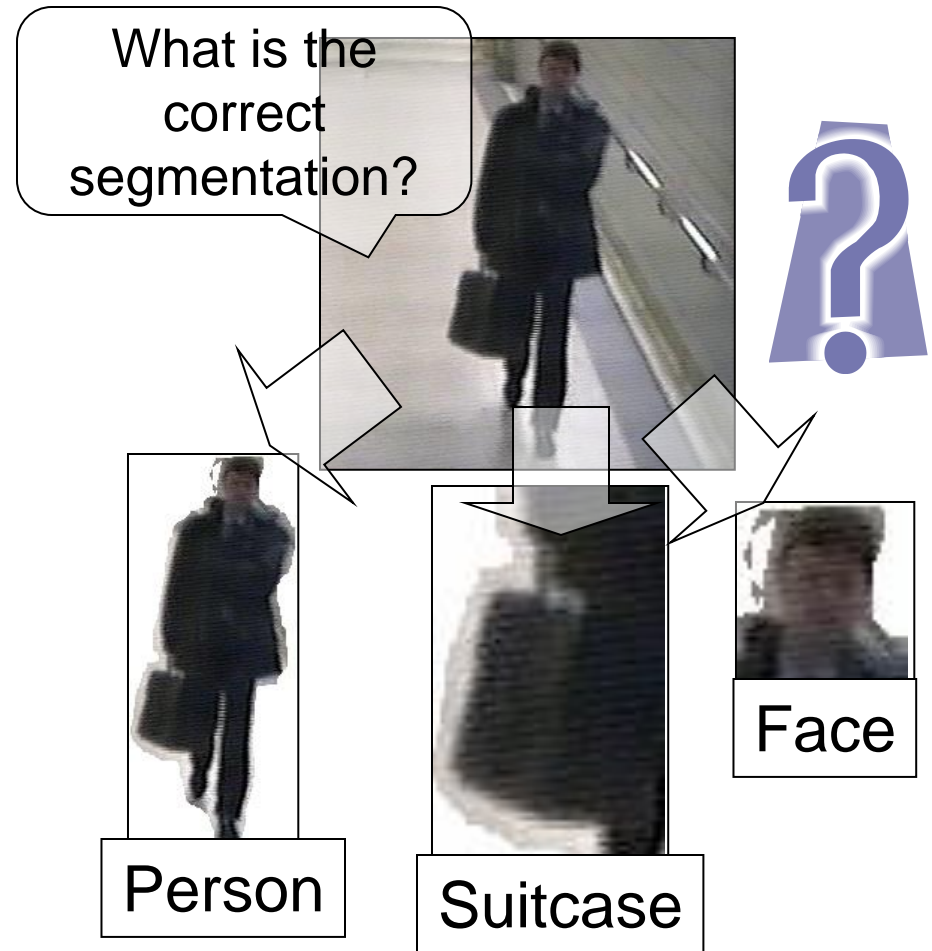 What is the
correct
segmentation?
?
Face
Person
Suitcase